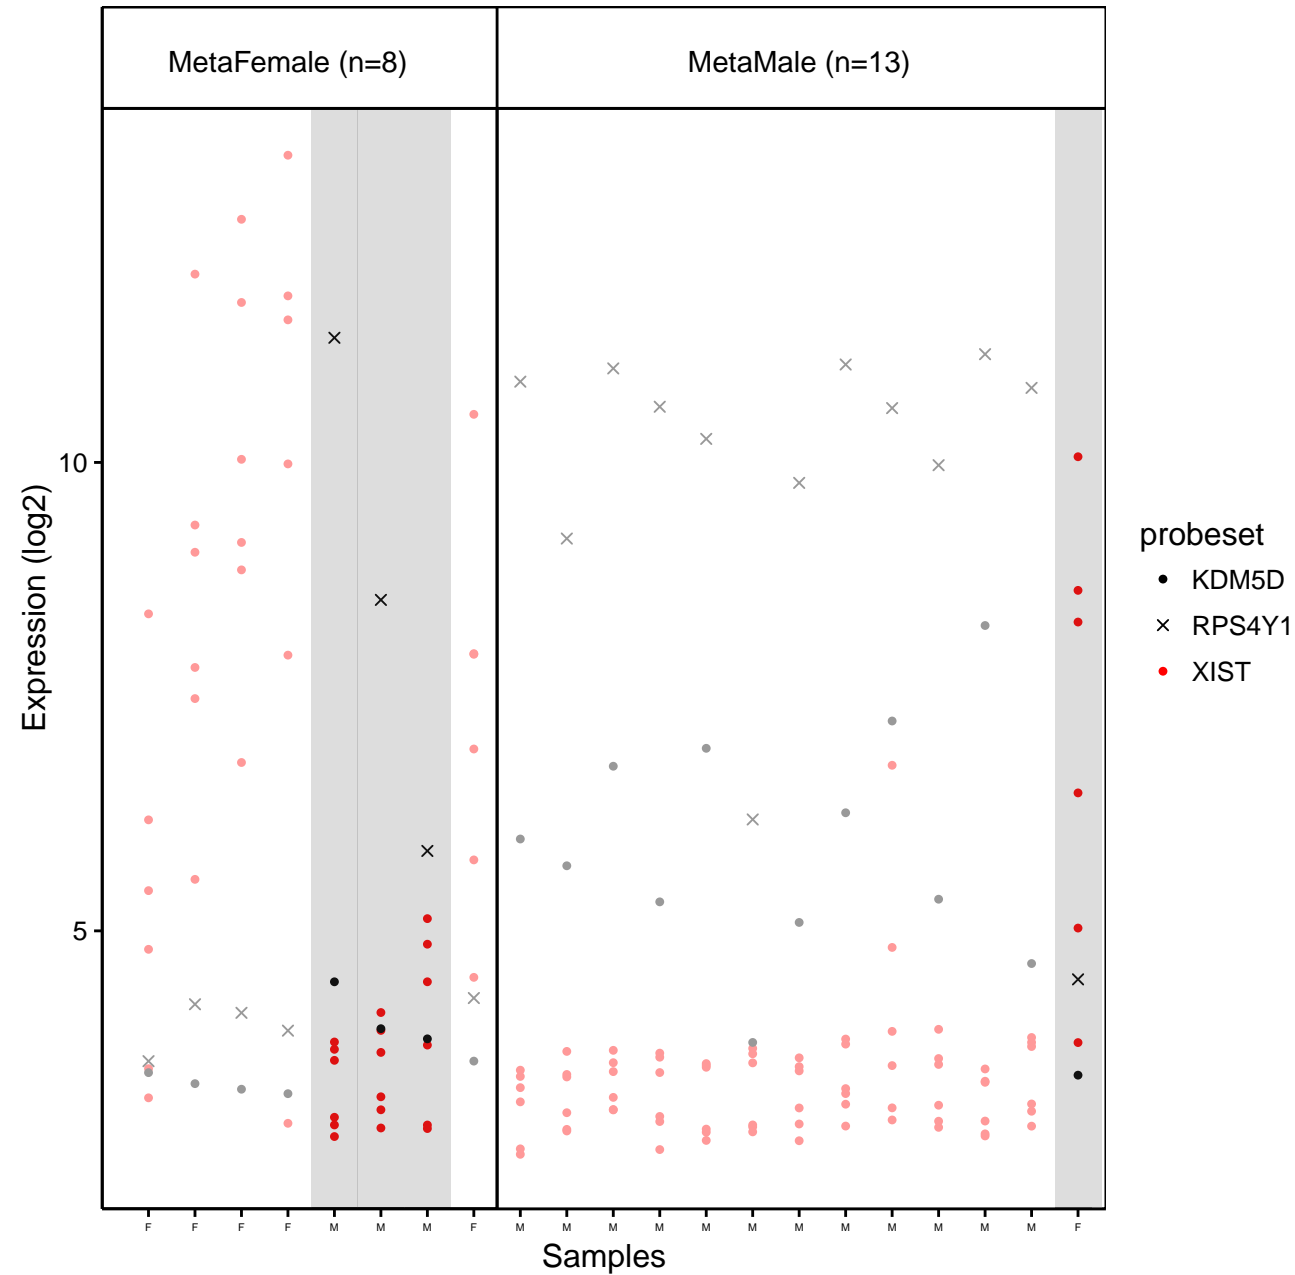 MetaFemale (n=8)
MetaMale (n=13)
10
5
Expression (log2)
F F F F M M M F M M M M M M M M M M M M F
Samples
probeset
KDM5D
RPS4Y1
XIST